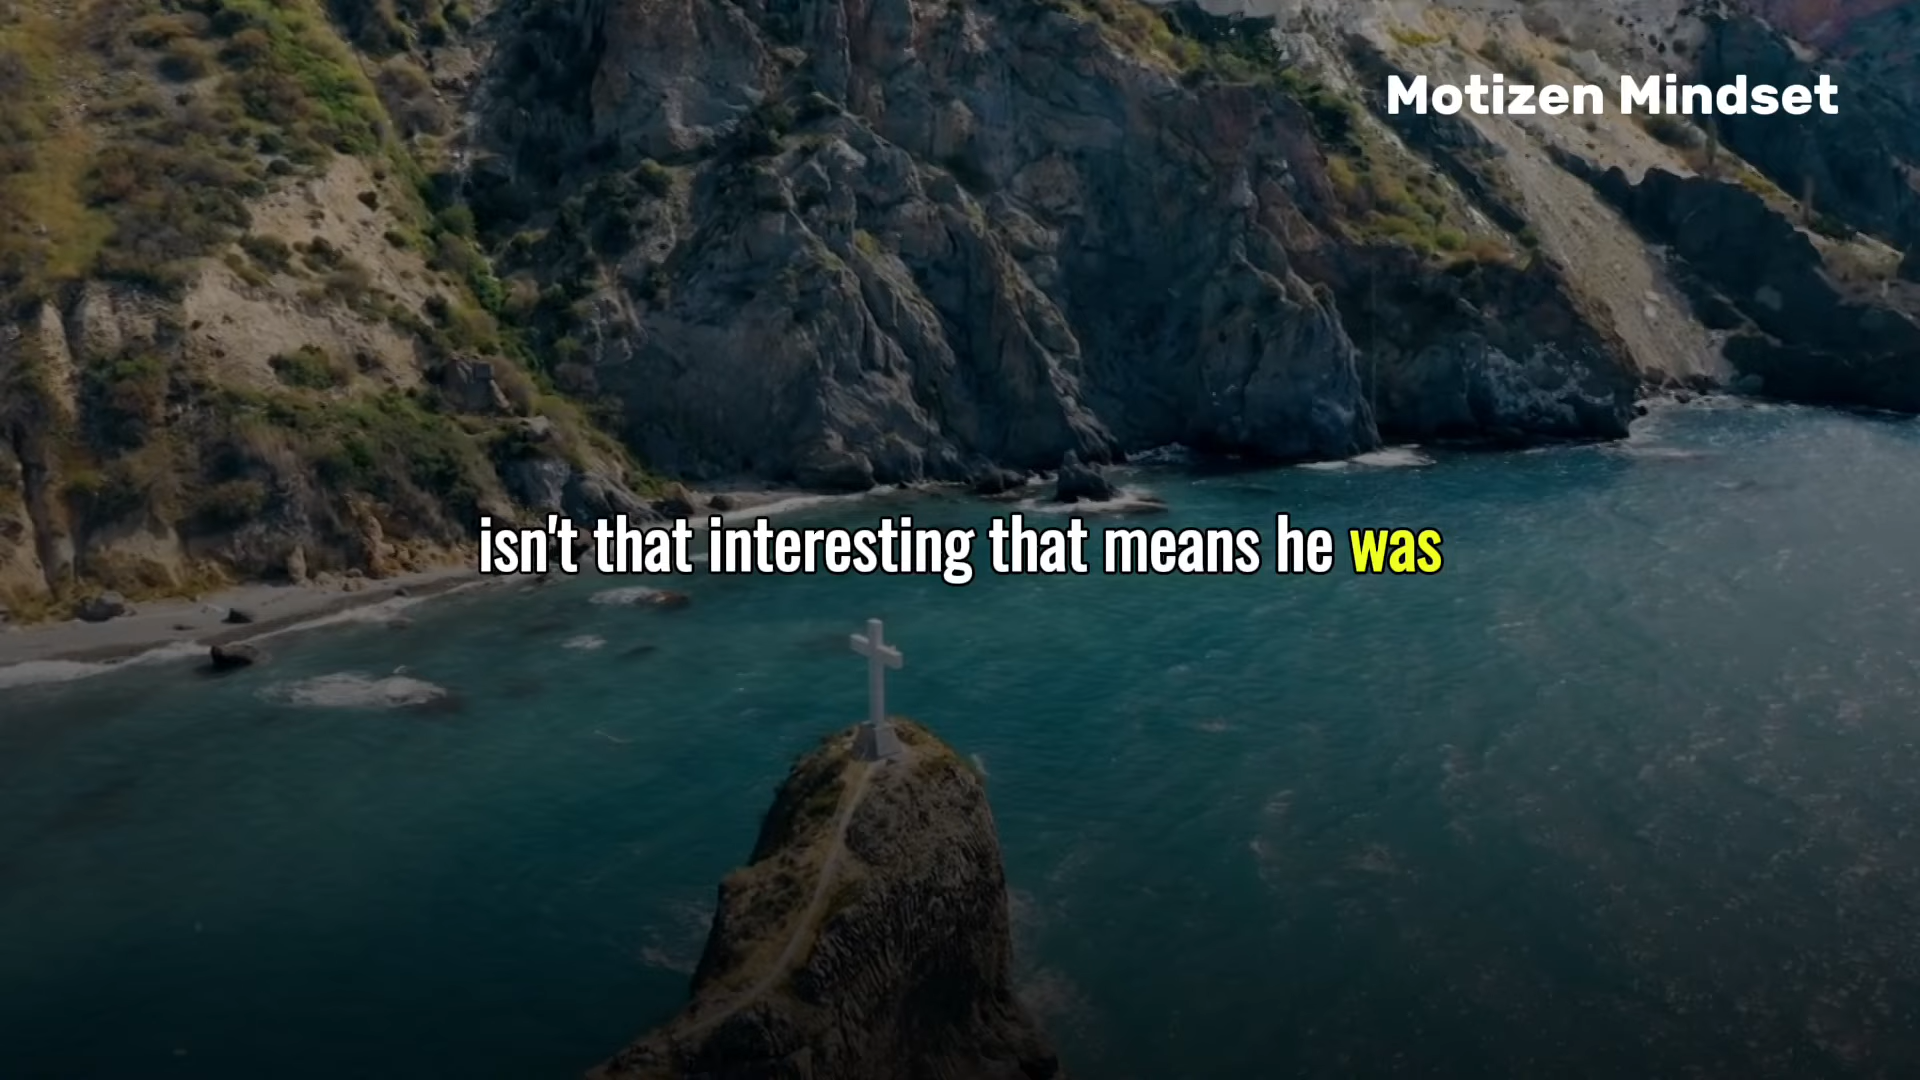 Motizen Mindset
isn't that interesting that means he was